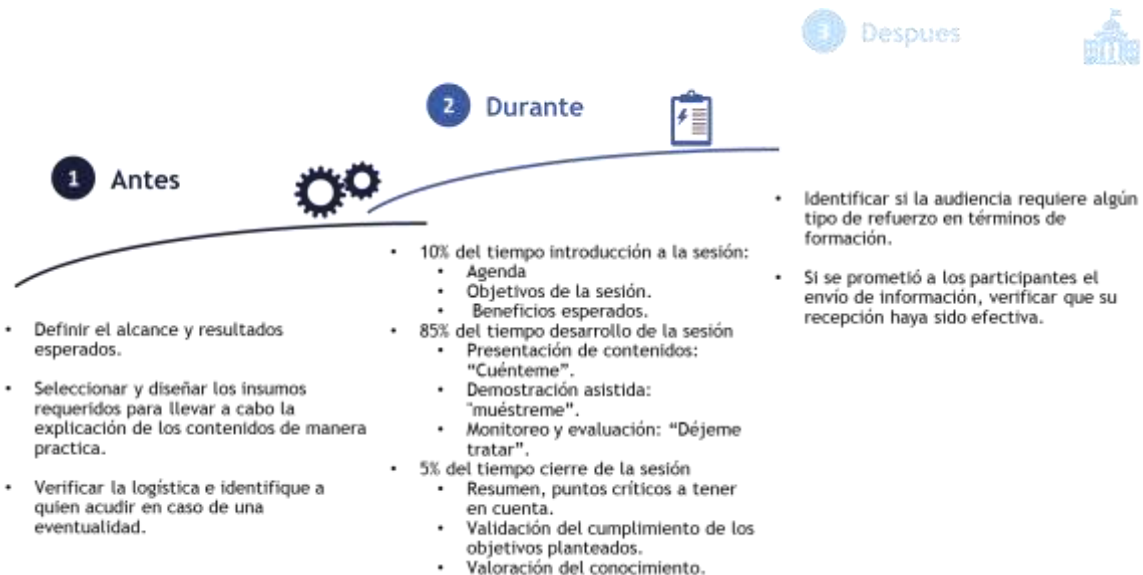 1 Antes
• Definir el alcance y resultados
esperados.
• Seleccionar y diseñar los insumos
requeridos para llevar a cabo la
explicación de los contenidos de manera
practica.
• Verificar la logística e identifique a
quien acudir en caso de una
eventualidad.
2 Durante
• 10% del tiempo introducción a la sesión:
• Agenda
• Objetivos de la sesión.
• Beneficios esperados.
• 85% del tiempo desarrollo de la sesión
• Presentación de contenidos:
“Cuénteme”.
• Demostración asistida:
"muéstreme”.
• Monitoreo y evaluación: “Déjeme
tratar”.
• 5% del tiempo cierre de la sesión
• Resumen, puntos críticos a tener
en cuenta.
• Validación del cumplimiento de los
objetivos planteados.
• Valoración del conocimiento.
3 Despues
• Identificar si la audiencia requiere algún
tipo de refuerzo en términos de
formación.
• Si se prometió a los participantes el
envío de información, verificar que su
recepción haya sido efectiva.